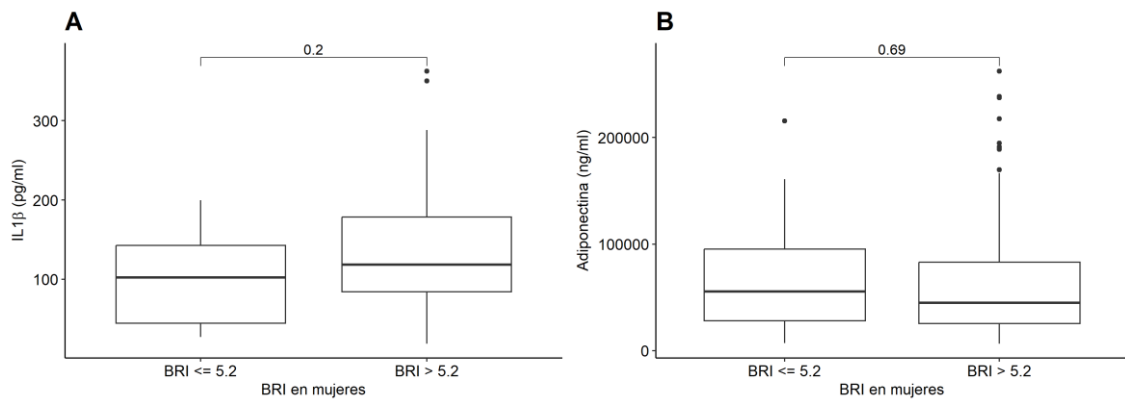 A
0.2
300
200
100
IL1β (pg/ml)
BRI <= 5.2
BRI > 5.2
BRI en mujeres
B
0.69
200000
100000
0
Adiponectina (ng/ml)
BRI <= 5.2
BRI > 5.2
BRI en mujeres